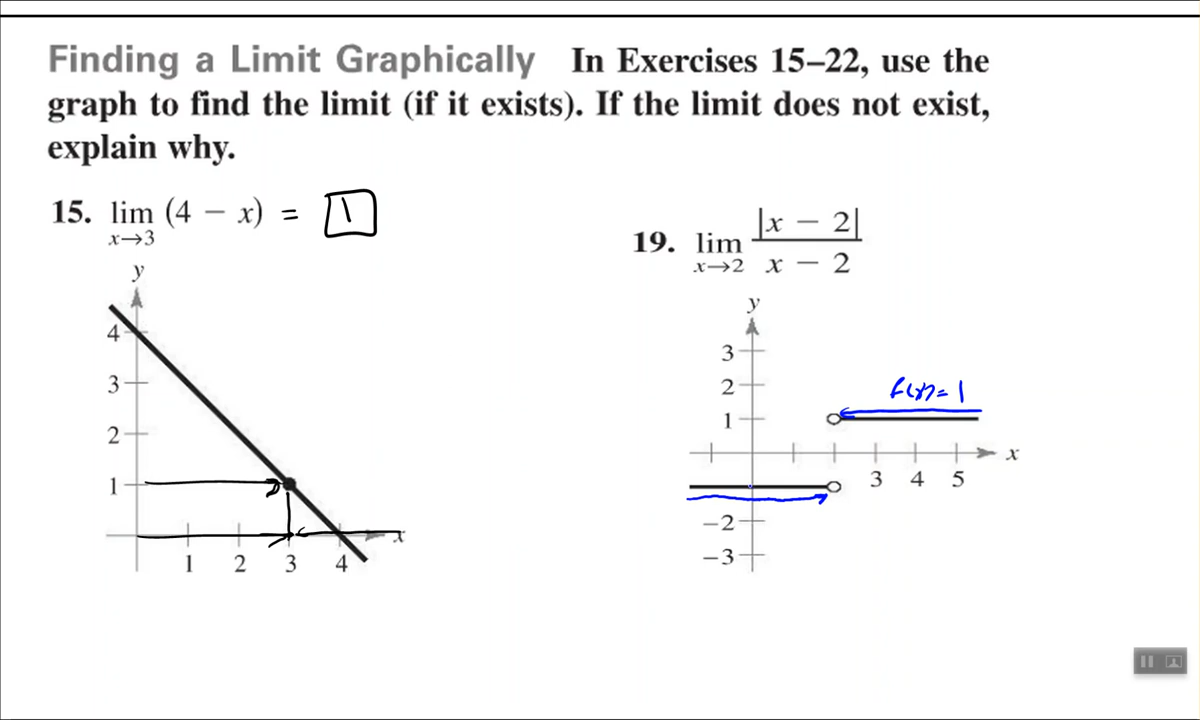 Finding a Limit Graphically In Exercises 15–22, use the
graph to find the limit (if it exists). If the limit does not exist,
explain why.
15. lim (4 − x) = 1
x→3
y
4
3
2
1
1 2 3 4
x
19. lim |x − 2|
x→2 x − 2
y
3
2
1
f(x) = 1
x
3 4 5
−2
−3